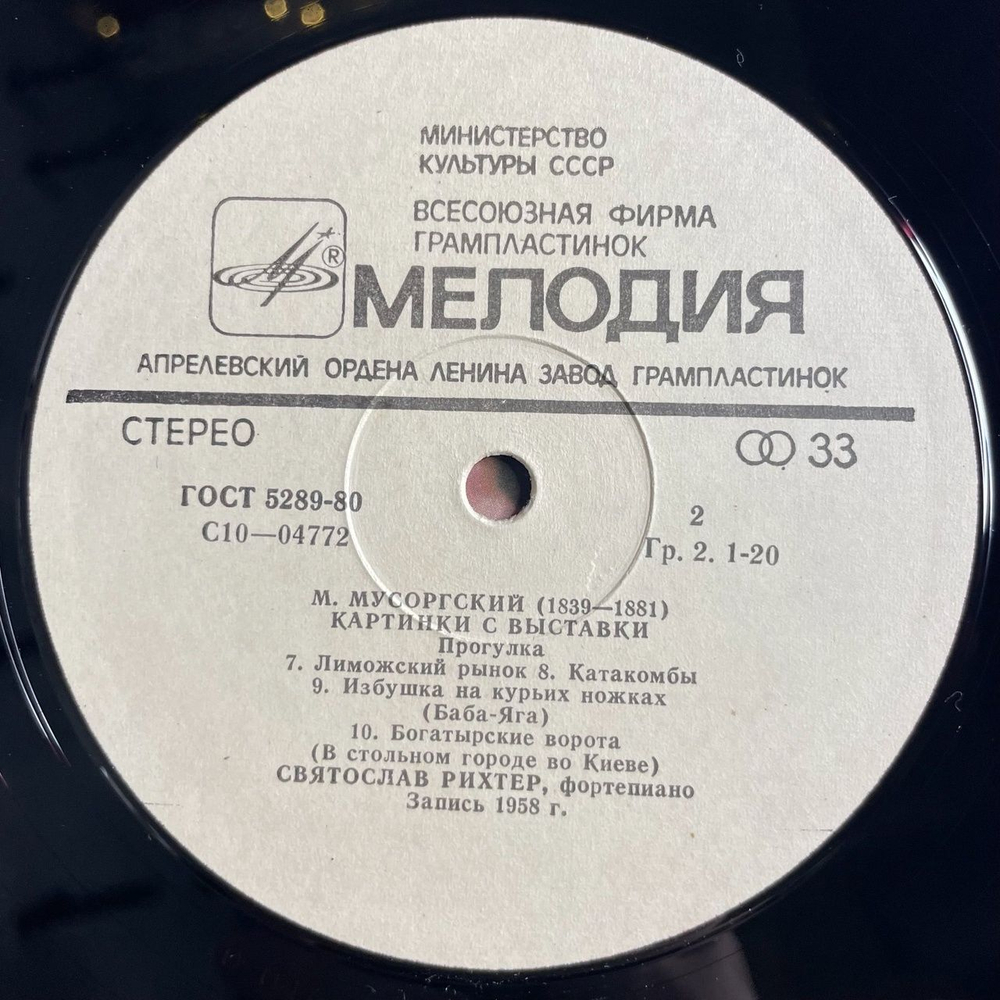 МИНИСТЕРСТВО
КУЛЬТУРЫ СССР
ВСЕСОЮЗНАЯ ФИРМА
ГРАМПЛАСТИНОК
®
МЕЛОДИЯ
АПРЕЛЕВСКИЙ ОРДЕНА ЛЕНИНА ЗАВОД ГРАМПЛАСТИНОК
СТЕРЕО
33
ГОСТ 5289-80
С10—04772
2
Гр. 2. 1-20
М. МУСОРГСКИЙ (1839—1881)
КАРТИНКИ С ВЫСТАВКИ
Прогулка
7. Лиможский рынок 8. Катакомбы
9. Избушка на курьих ножках
(Баба-Яга)
10. Богатырские ворота
(В стольном городе во Киеве)
СВЯТОСЛАВ РИХТЕР, фортепиано
Запись 1958 г.